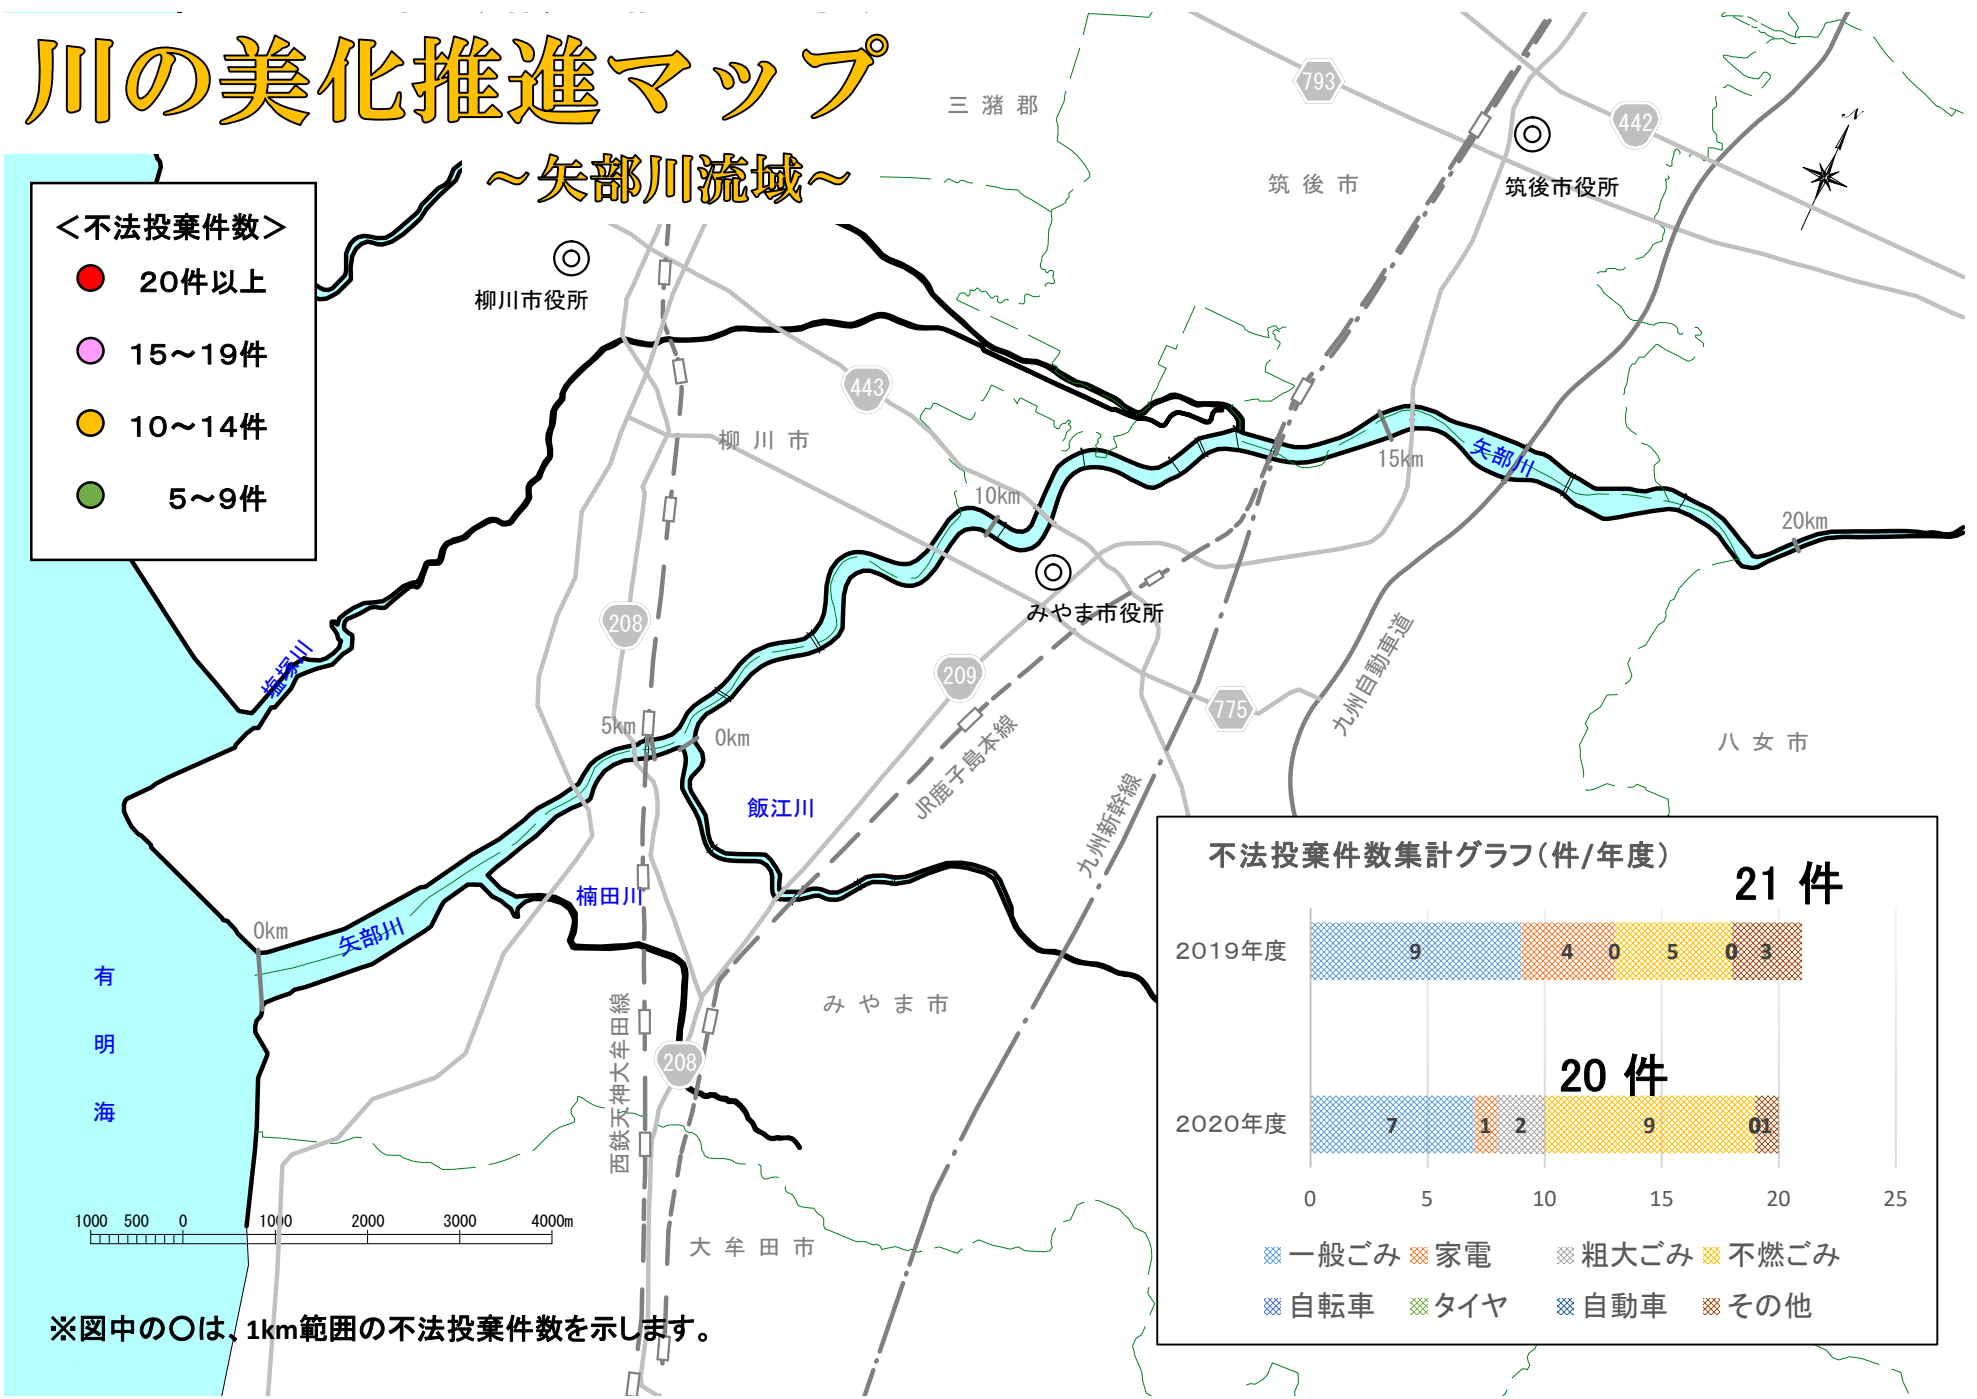 川の美化推進マップ
～矢部川流域～
＜不法投棄件数＞
20件以上
15～19件
10～14件
5～9件
三潴郡
793
442
N
筑後市
筑後市役所
柳川市役所
443
柳川市
10km
15km
矢部川
20km
みやま市役所
208
塩塚川
209
775
九州自動車道
5km
0km
JR鹿子島本線
八女市
飯江川
九州新幹線
楠田川
0km
矢部川
有明海
みやま市
西鉄天神大牟田線
208
大牟田市
1000 500 0 1000 2000 3000 4000m
※図中の〇は、1km範囲の不法投棄件数を示します。
不法投棄件数集計グラフ（件/年度）
21 件
2019年度 9 4 0 5 0 3
20 件
2020年度 7 1 2 9 0 1
0 5 10 15 20 25
一般ごみ 家電 粗大ごみ 不燃ごみ
自転車 タイヤ 自動車 その他